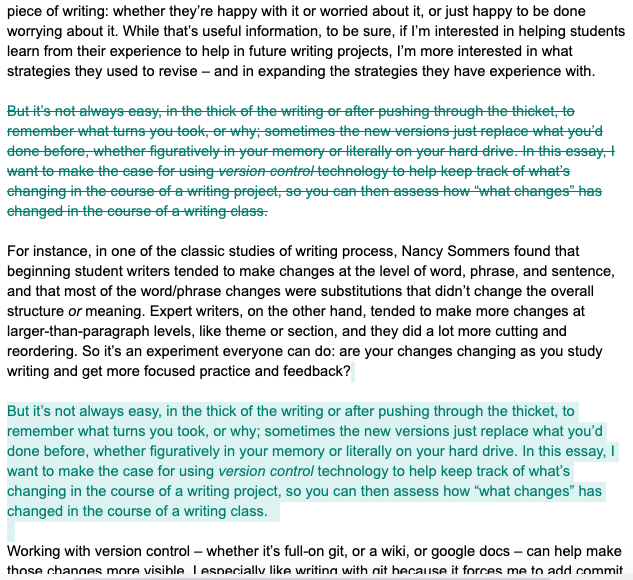 piece of writing: whether they’re happy with it or worried about it, or just happy to be done
worrying about it. While that’s useful information, to be sure, if I’m interested in helping students
learn from their experience to help in future writing projects, I’m more interested in what
strategies they used to revise – and in expanding the strategies they have experience with.
But it’s not always easy, in the thick of the writing or after pushing through the thicket, to
remember what turns you took, or why; sometimes the new versions just replace what you’d
done before, whether figuratively in your memory or literally on your hard drive. In this essay, I
want to make the case for using version control technology to help keep track of what’s
changing in the course of a writing project, so you can then assess how “what changes” has
changed in the course of a writing class.
For instance, in one of the classic studies of writing process, Nancy Sommers found that
beginning student writers tended to make changes at the level of word, phrase, and sentence,
and that most of the word/phrase changes were substitutions that didn’t change the overall
structure or meaning. Expert writers, on the other hand, tended to make more changes at
larger-than-paragraph levels, like theme or section, and they did a lot more cutting and
reordering. So it’s an experiment everyone can do: are your changes changing as you study
writing and get more focused practice and feedback?
But it’s not always easy, in the thick of the writing or after pushing through the thicket, to
remember what turns you took, or why; sometimes the new versions just replace what you’d
done before, whether figuratively in your memory or literally on your hard drive. In this essay, I
want to make the case for using version control technology to help keep track of what’s
changing in the course of a writing project, so you can then assess how “what changes” has
changed in the course of a writing class.
Working with version control – whether it’s full-on git, or a wiki, or google docs – can help make
those changes more visible. I especially like writing with git because it forces me to add commit